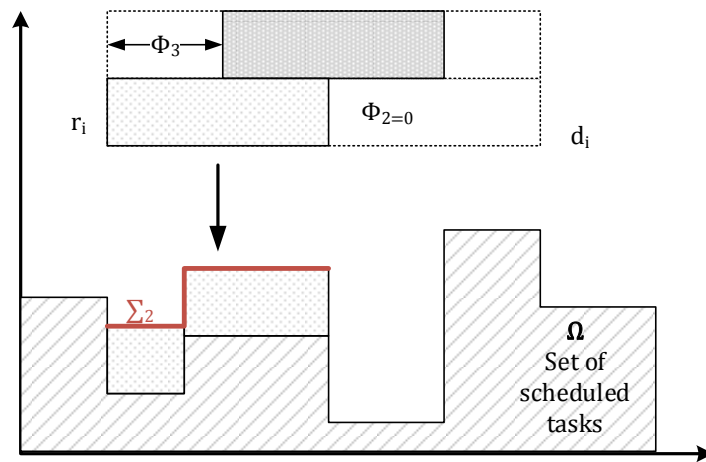 Φ₃
Φ₂₌₀
rᵢ
dᵢ
∑₂
Ω
Set of
scheduled
tasks